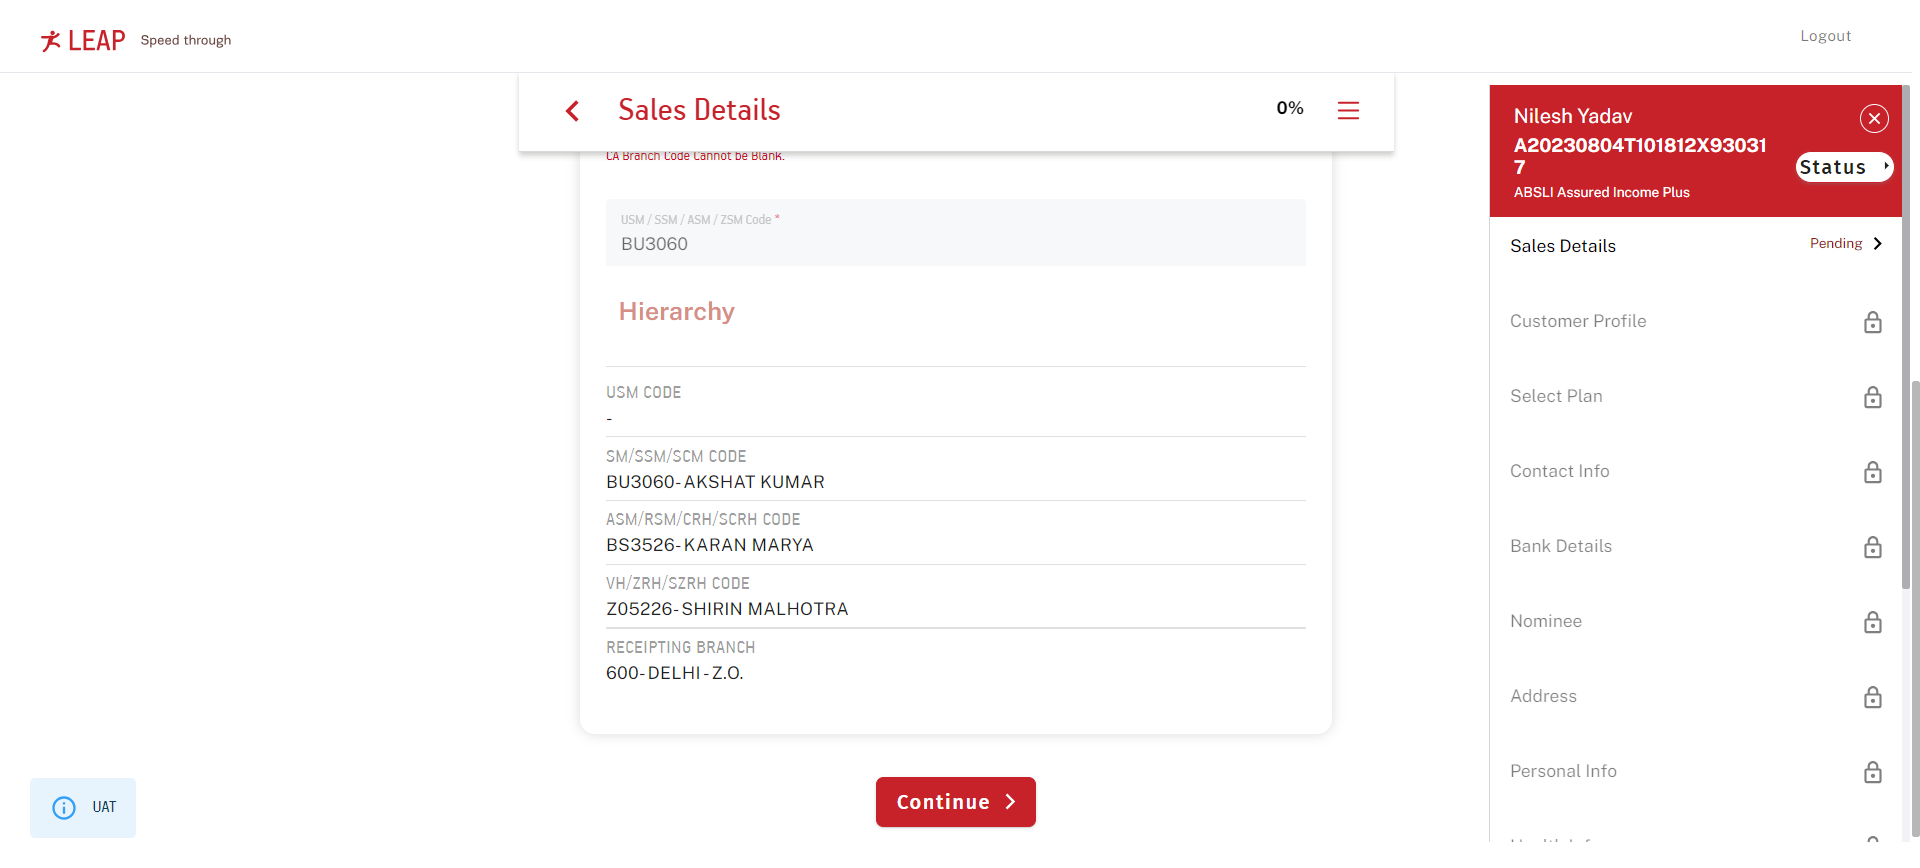 LEAP Speed through
Logout
Sales Details
0%
CA Branch Code Cannot be Blank.
USM / SSM / ASM / ZSM Code *
BU3060
Hierarchy
USM CODE
-
SM/SSM/SCM CODE
BU3060-AKSHAT KUMAR
ASM/RSM/CRH/SCRH CODE
BS3526-KARAN MARYA
VH/ZRH/SZRH CODE
Z05226-SHIRIN MALHOTRA
RECEIPTING BRANCH
600-DELHI-Z.O.
Continue
UAT
Nilesh Yadav
A20230804T101812X93031
7
Status
ABSLI Assured Income Plus
Sales Details
Pending
Customer Profile
Select Plan
Contact Info
Bank Details
Nominee
Address
Personal Info